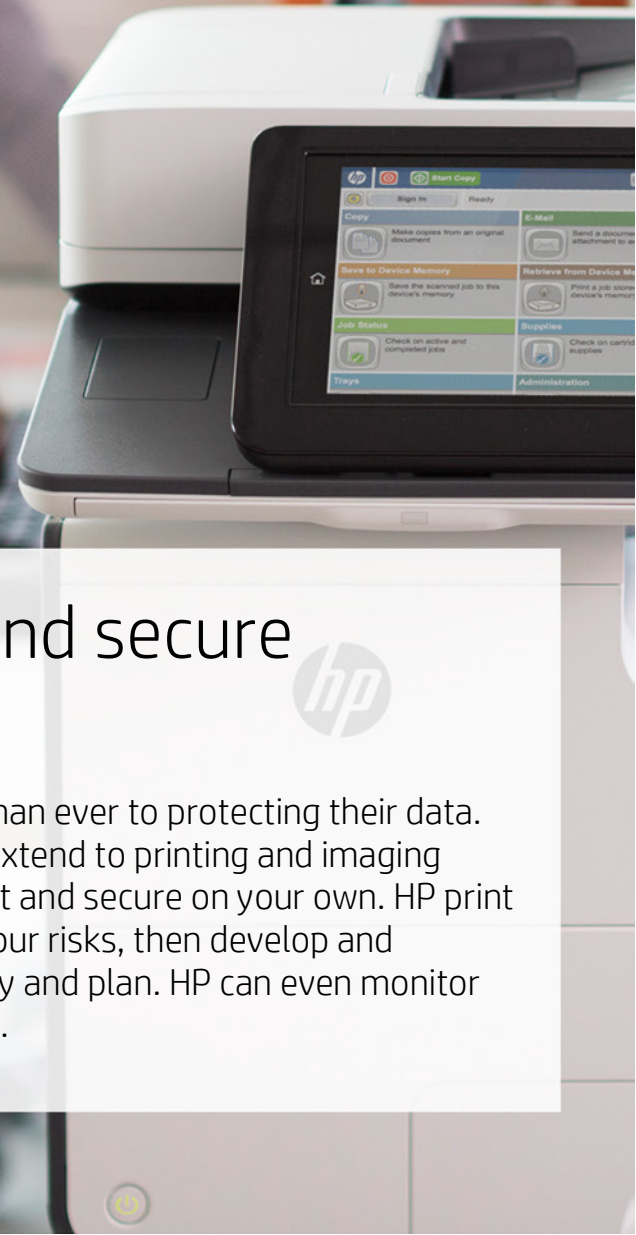 hp
Start Copy
Sign In
Ready
Copy
Make copies from an original
document
E-Mail
Send a docume
attachment to
Save to Device Memory
Save the scanned job to this
device's memory
Retrieve from Device Me
Print a job store
device's memory
Job Status
Check on active and
completed jobs
Supplies
Check on cartrid
supplies
Trays
Administration
nd secure
hp
han ever to protecting their data.
xtend to printing and imaging
t and secure on your own. HP print
our risks, then develop and
y and plan. HP can even monitor
.